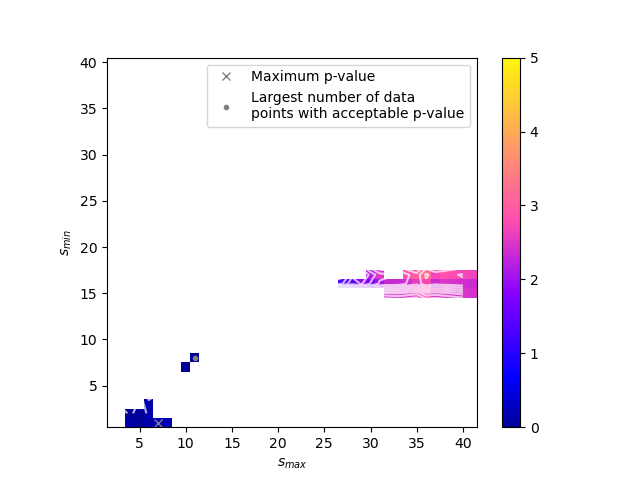 Maximum p-value
Largest number of data
points with acceptable p-value
40
35
30
25
20
15
10
5
s_min
5 10 15 20 25 30 35 40
s_max
5
4
3
2
1
0